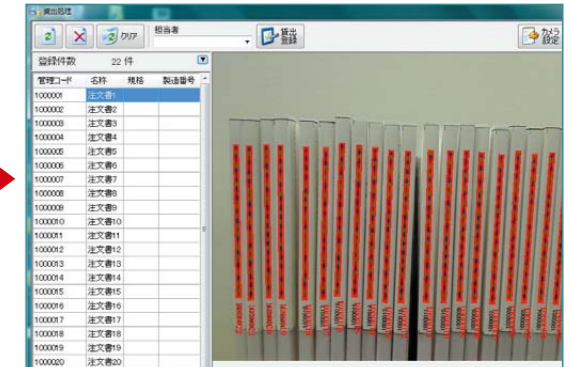 貸出処理
クリア
担当者
貸出
登録
カメラ
設定
登録件数 22 件
管理コード 名称 規格 製造番号
1000001 注文書1
1000002 注文書2
1000003 注文書3
1000004 注文書4
1000005 注文書5
1000006 注文書6
1000007 注文書7
1000008 注文書8
1000009 注文書9
1000010 注文書10
1000011 注文書11
1000012 注文書12
1000013 注文書13
1000014 注文書14
1000015 注文書15
1000016 注文書16
1000017 注文書17
1000018 注文書18
1000019 注文書19
1000020 注文書20